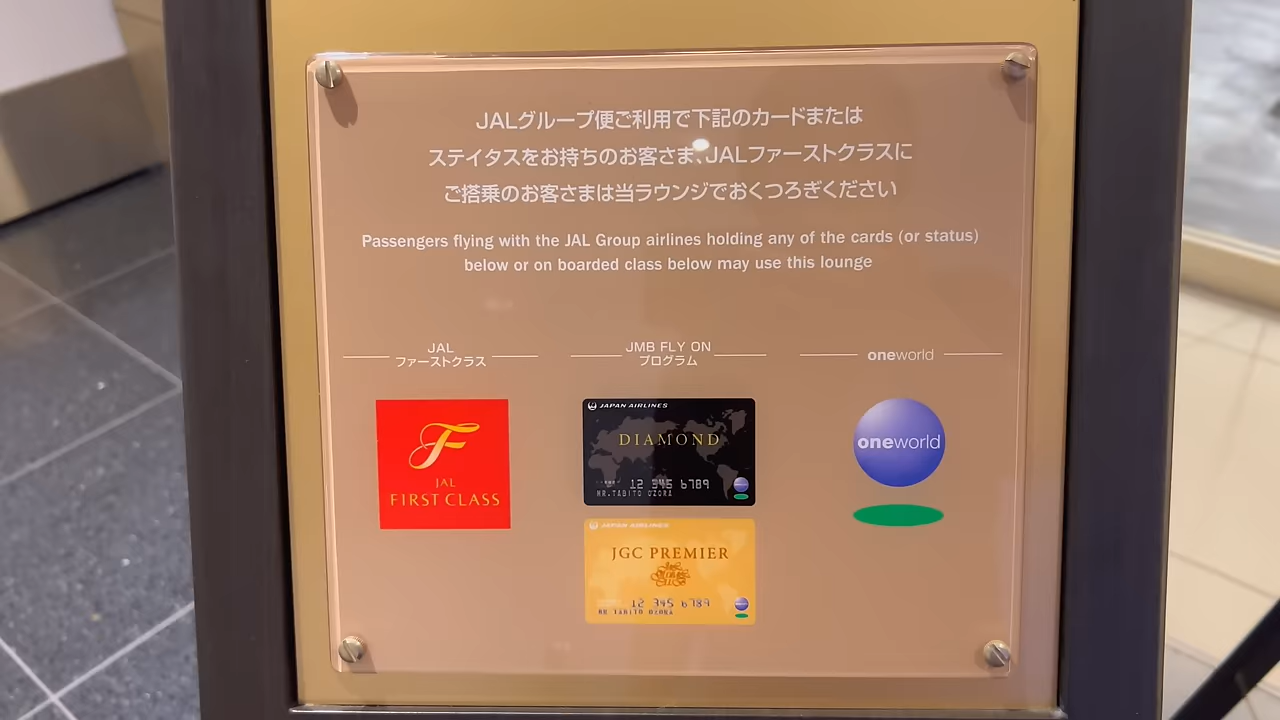 JALグループ便ご利用で下記のカードまたは
ステイタスをお持ちのお客さま、JALファーストクラスに
ご搭乗のお客さまは当ラウンジでおくつろぎください
Passengers flying with the JAL Group airlines holding any of the cards (or status)
below or on boarded class below may use this lounge
JAL
ファーストクラス
JAL
FIRST CLASS
JMB FLY ON
プログラム
JAPAN AIRLINES
DIAMOND
12 345 6789
MR.TABITO OZORA
JAPAN AIRLINES
JGC PREMIER
12 345 6789
MR TABITO OZORA
oneworld
oneworld